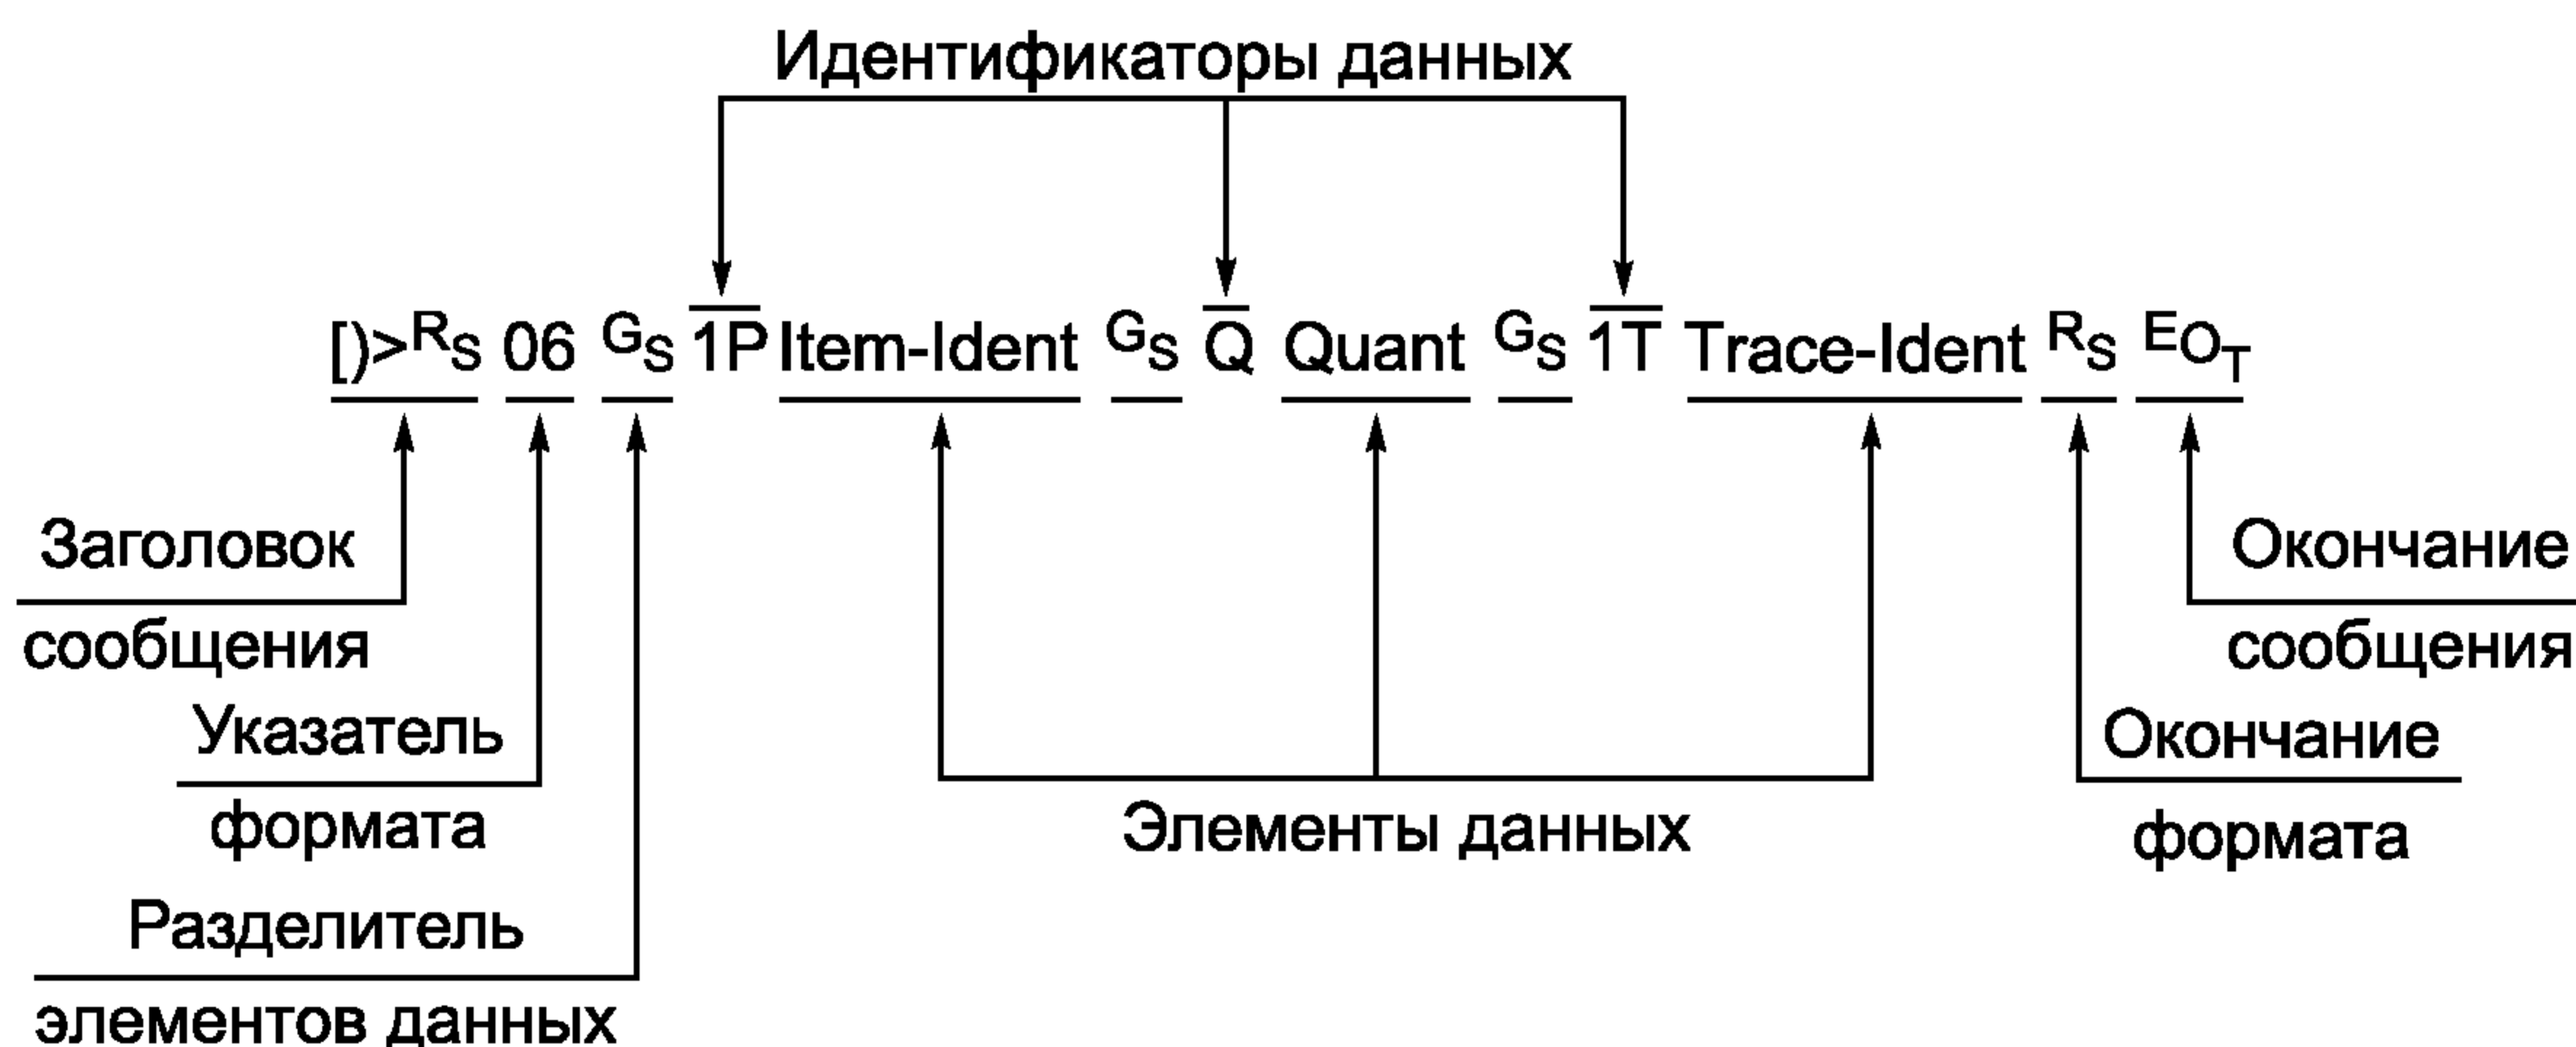 Идентификаторы данных
[)>RS 06 GS 1P Item-Ident GS Q Quant GS 1T Trace-Ident RS EOT
Заголовок
сообщения
Указатель
формата
Разделитель
элементов данных
Элементы данных
Окончание
сообщения
Окончание
формата